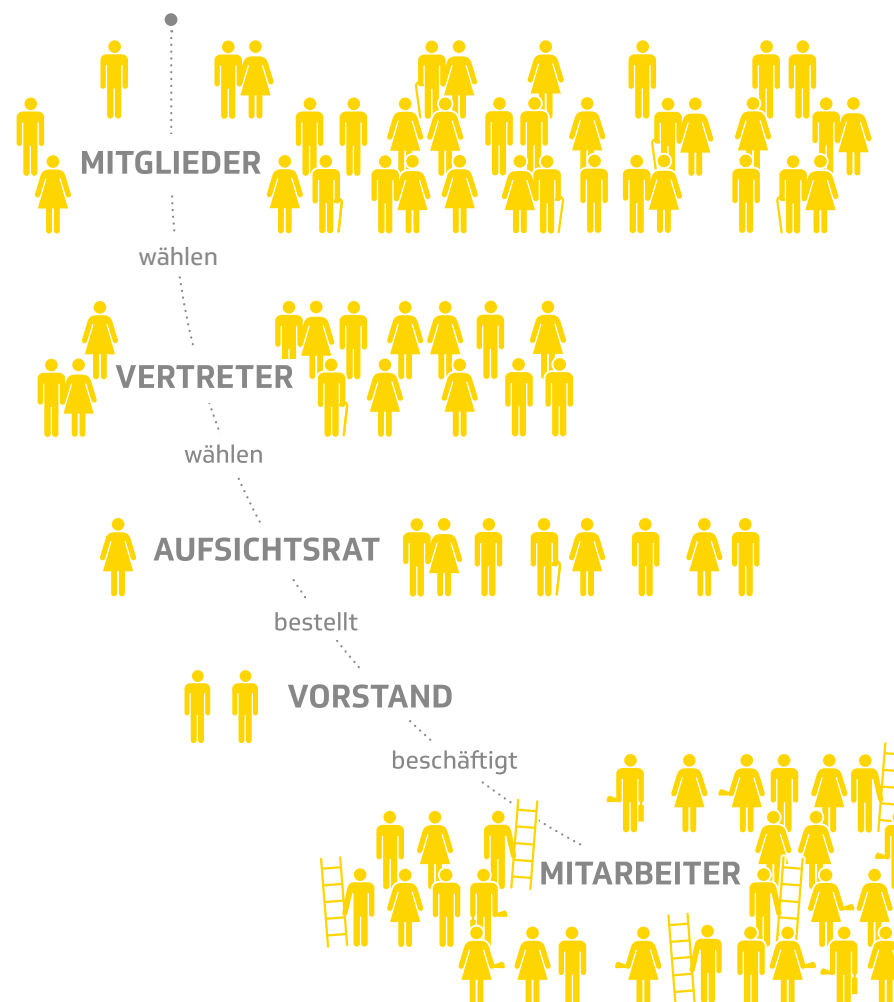 MITGLIEDER
wählen
VERTRETER
wählen
AUFSICHTSRAT
bestellt
VORSTAND
beschäftigt
MITARBEITER